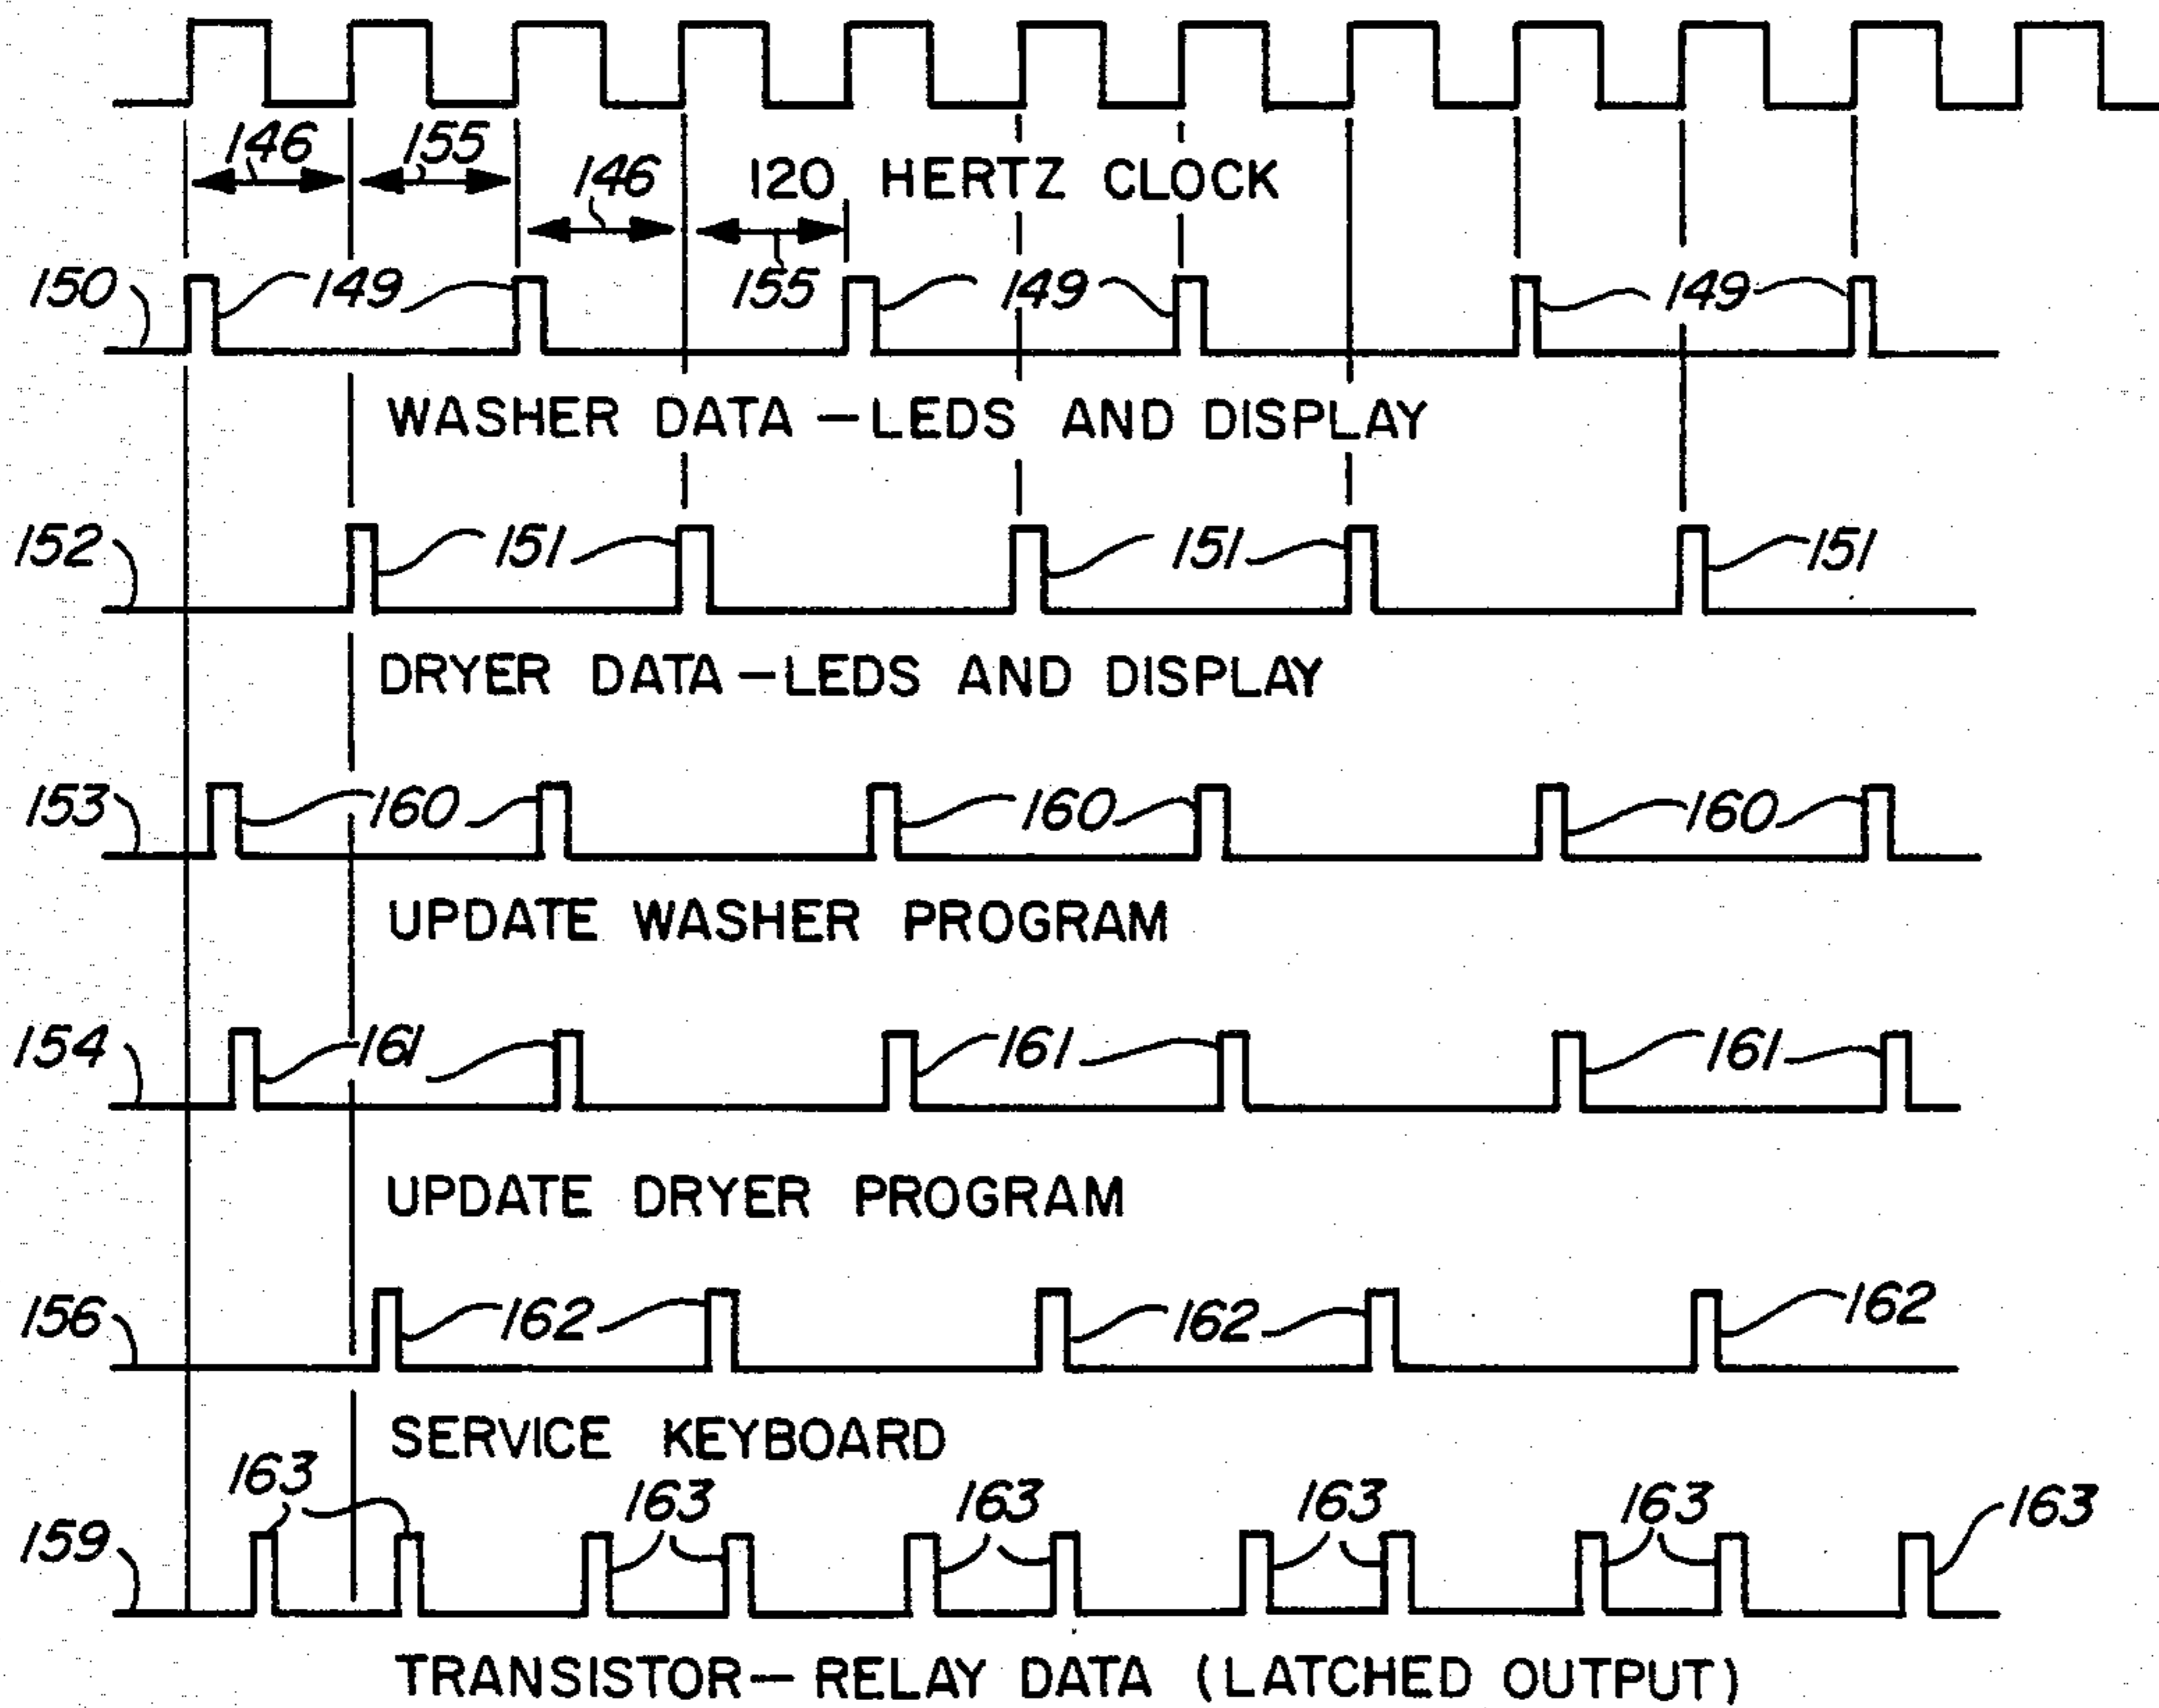 146 155
146 120 HERTZ CLOCK
150 149 155 149 149
WASHER DATA—LEDS AND DISPLAY
152 151 151 151
DRYER DATA—LEDS AND DISPLAY
153 160 160 160
UPDATE WASHER PROGRAM
154 161 161 161
UPDATE DRYER PROGRAM
156 162 162 162
SERVICE KEYBOARD
163 163 163 163 163 163
159
TRANSISTOR—RELAY DATA (LATCHED OUTPUT)